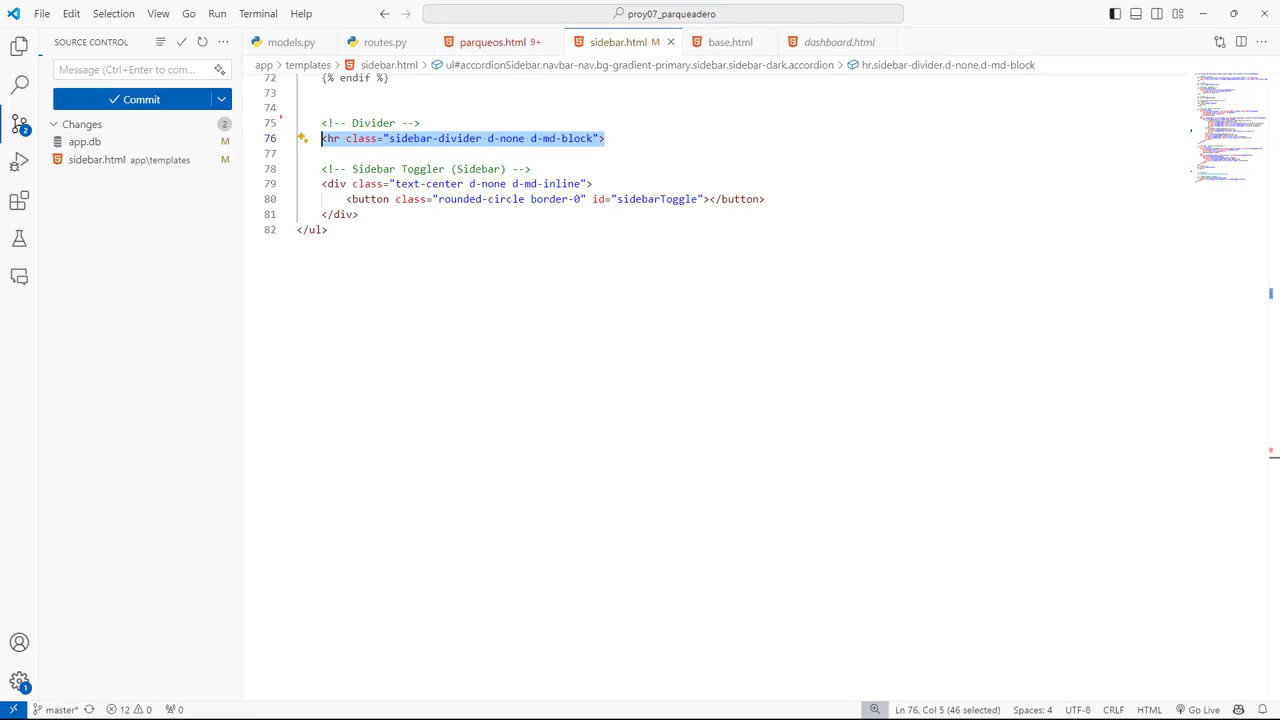 File Edit Selection View Go Run Terminal Help
proy07_parqueadero
SOURCE CONTROL
models.py
routes.py
parqueos.html 9+
sidebar.html M
base.html
dashboard.html
app > templates > sidebar.html > ul#accordionSidebar.navbar-nav.bg-gradient-primary.sidebar.sidebar-dark.accordion > hr.sidebar-divider.d-none.d-md-block
Message (Ctrl+Enter to com...
Commit
Changes 2
app.db
sidebar.html app\templates M
72 {% endif %}
73
74
<!-- Divider -->
76 <hr class="sidebar-divider d-none d-md-block">
<!-- Sidebar Toggler (Sidebar) -->
79 <div class="text-center d-none d-md-inline">
80 <button class="rounded-circle border-0" id="sidebarToggle"></button>
81 </div>
82 </ul>
2
1
master*
12 0
0
Ln 76, Col 5 (46 selected)
Spaces: 4
UTF-8
CRLF
HTML
Go Live